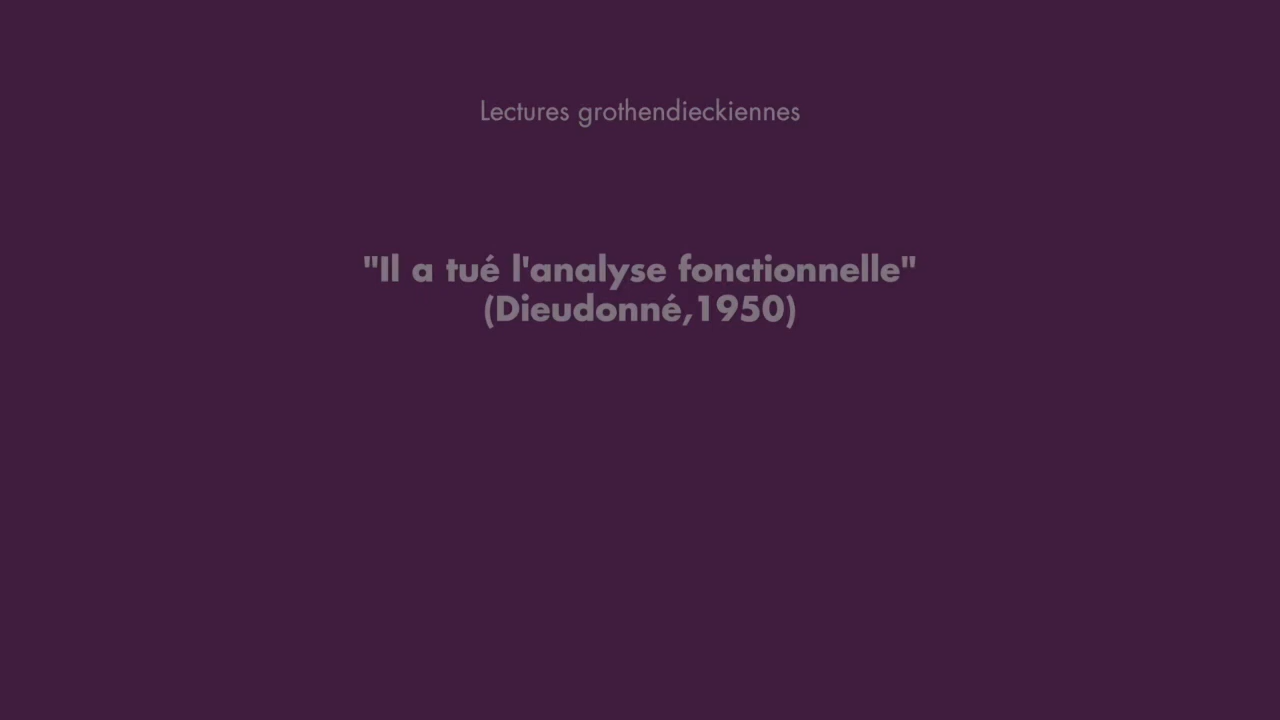 Lectures grothendieckiennes
"Il a tué l'analyse fonctionnelle"
(Dieudonné,1950)